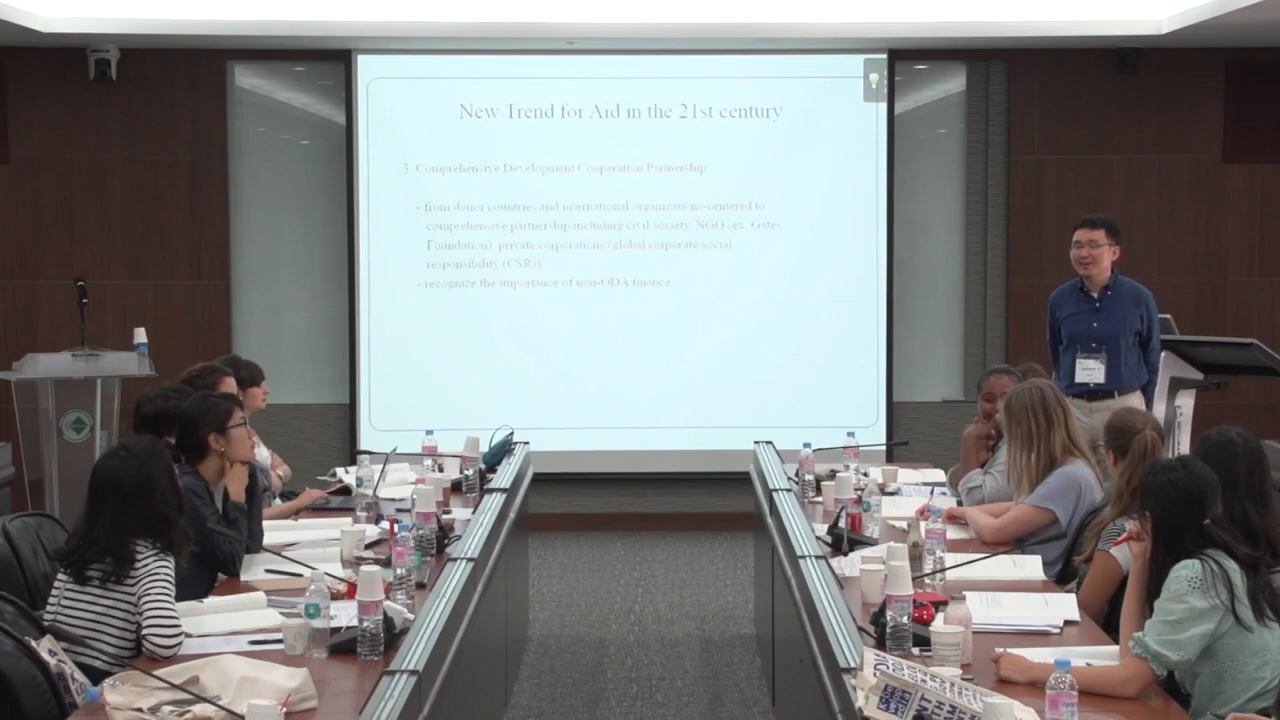 New Trend for Aid in the 21st century
3. Comprehensive Development Cooperation Partnership
- from donor countries and international organizations-centered to
comprehensive partnership including civil society, NGO (ex. Gates
Foundation), private corporations (global corporate social
responsibility (CSR))
- recognize the importance of non-ODA finance